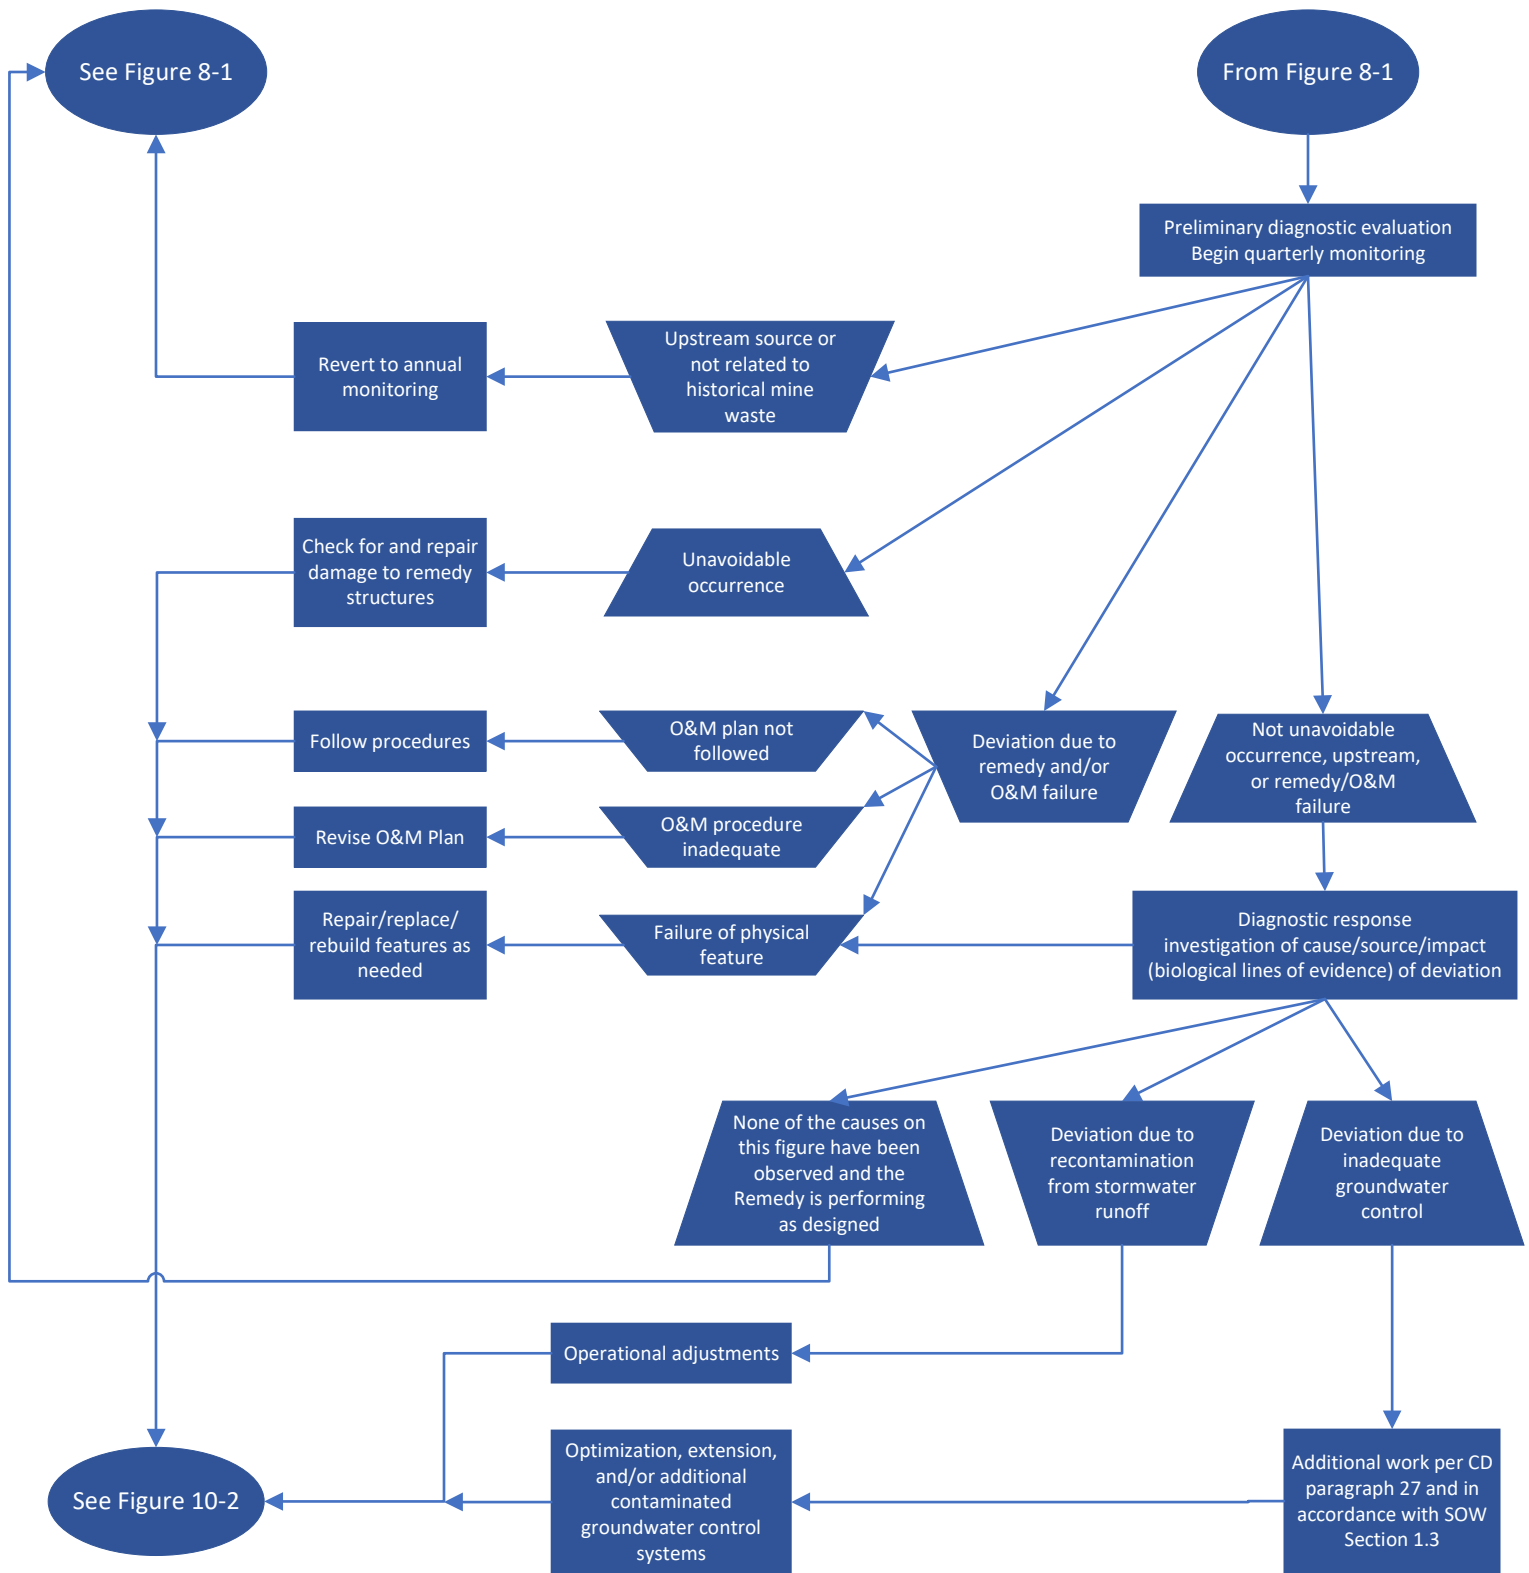 See Figure 8-1
From Figure 8-1
Preliminary diagnostic evaluation
Begin quarterly monitoring
Upstream source or
not related to
historical mine
waste
Revert to annual
monitoring
Unavoidable
occurrence
Check for and repair
damage to remedy
structures
Follow procedures
O&M plan not
followed
Deviation due to
remedy and/or
O&M failure
Not unavoidable
occurrence, upstream,
or remedy/O&M
failure
Revise O&M Plan
O&M procedure
inadequate
Repair/replace/
rebuild features as
needed
Failure of physical
feature
Diagnostic response
investigation of cause/source/impact
(biological lines of evidence) of deviation
None of the causes on
this figure have been
observed and the
Remedy is performing
as designed
Deviation due to
recontamination
from stormwater
runoff
Deviation due to
inadequate
groundwater
control
Operational adjustments
See Figure 10-2
Optimization, extension,
and/or additional
contaminated
groundwater control
systems
Additional work per CD
paragraph 27 and in
accordance with SOW
Section 1.3